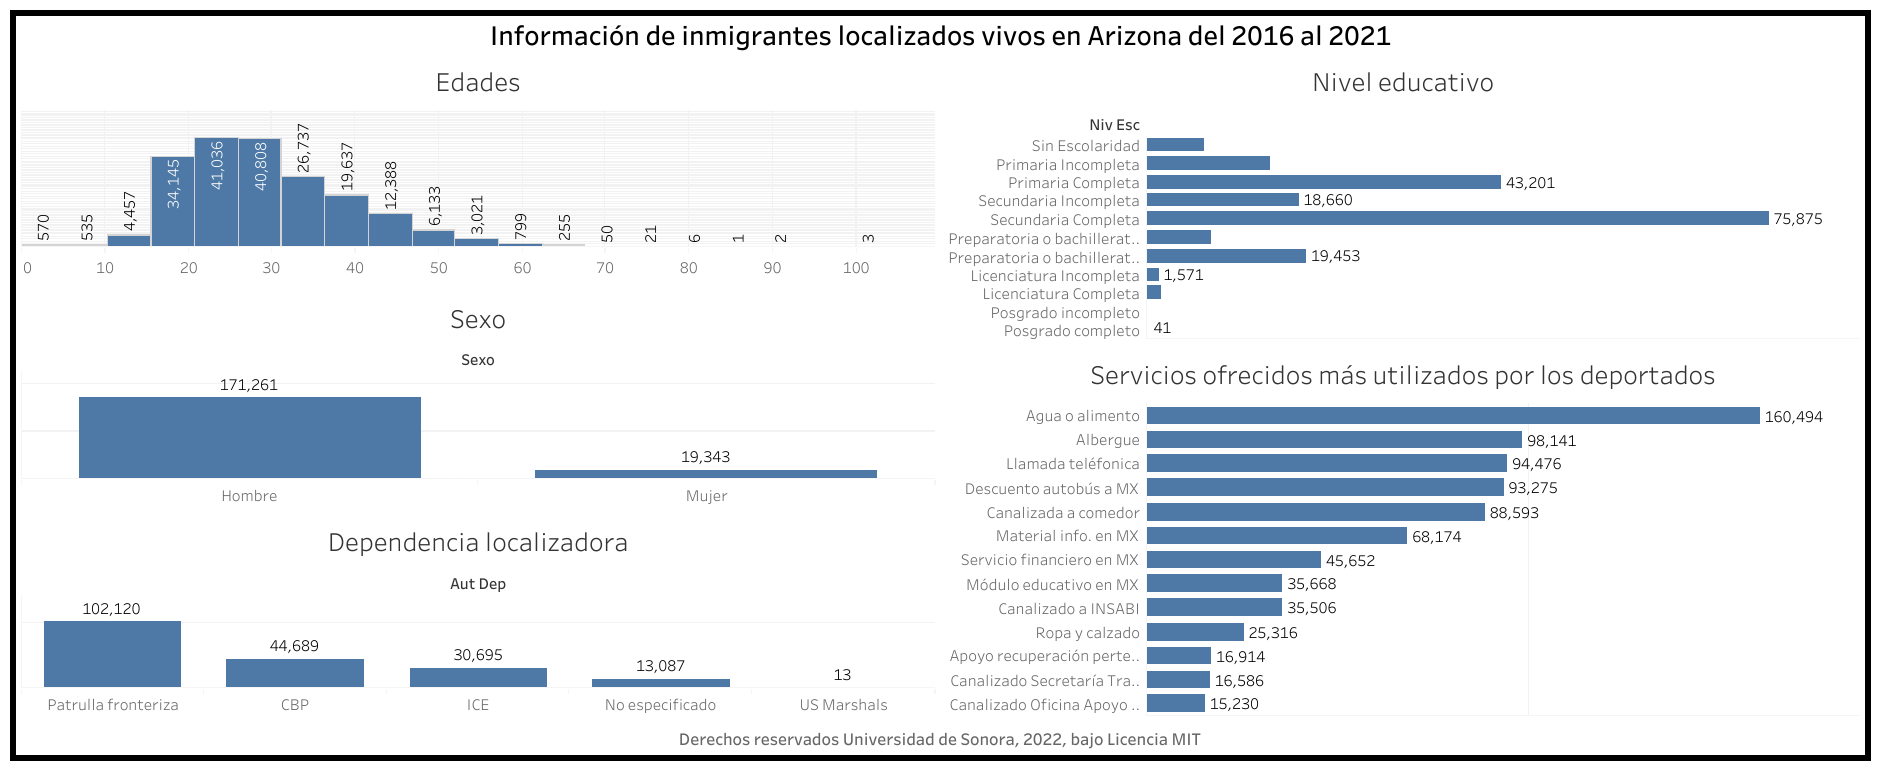 Información de inmigrantes localizados vivos en Arizona del 2016 al 2021
Edades
570
535
4,457
34,145
41,036
40,808
26,737
19,637
12,388
6,133
3,021
799
255
50
21
6
1
2
3
0 10 20 30 40 50 60 70 80 90 100
Sexo
Sexo
171,261
19,343
Hombre Mujer
Dependencia localizadora
Aut Dep
102,120
44,689
30,695
13,087
13
Patrulla fronteriza CBP ICE No especificado US Marshals
Nivel educativo
Niv Esc
Sin Escolaridad
Primaria Incompleta
Primaria Completa 43,201
Secundaria Incompleta 18,660
Secundaria Completa 75,875
Preparatoria o bachillerat..
Preparatoria o bachillerat.. 19,453
Licenciatura Incompleta 1,571
Licenciatura Completa
Posgrado incompleto
Posgrado completo 41
Servicios ofrecidos más utilizados por los deportados
Agua o alimento 160,494
Albergue 98,141
Llamada teléfonica 94,476
Descuento autobús a MX 93,275
Canalizada a comedor 88,593
Material info. en MX 68,174
Servicio financiero en MX 45,652
Módulo educativo en MX 35,668
Canalizado a INSABI 35,506
Ropa y calzado 25,316
Apoyo recuperación perte.. 16,914
Canalizado Secretaría Tra.. 16,586
Canalizado Oficina Apoyo .. 15,230
Derechos reservados Universidad de Sonora, 2022, bajo Licencia MIT